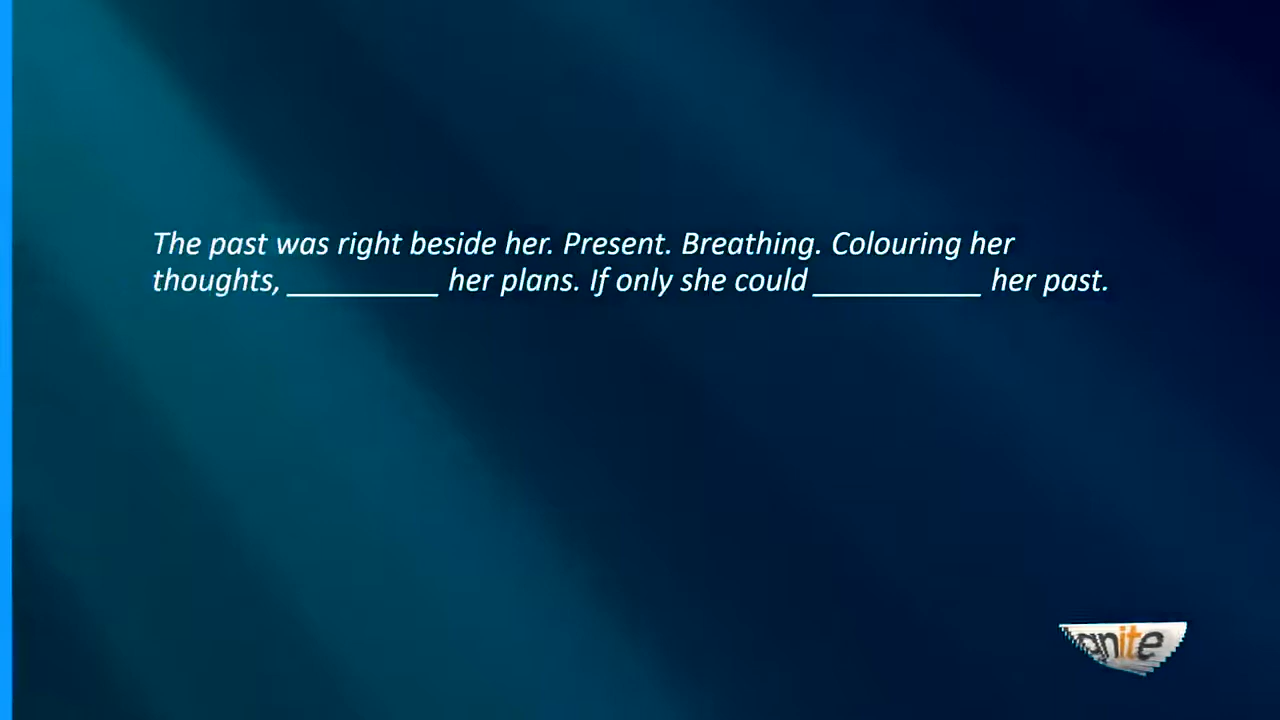 The past was right beside her. Present. Breathing. Colouring her
thoughts, _________ her plans. If only she could __________ her past.